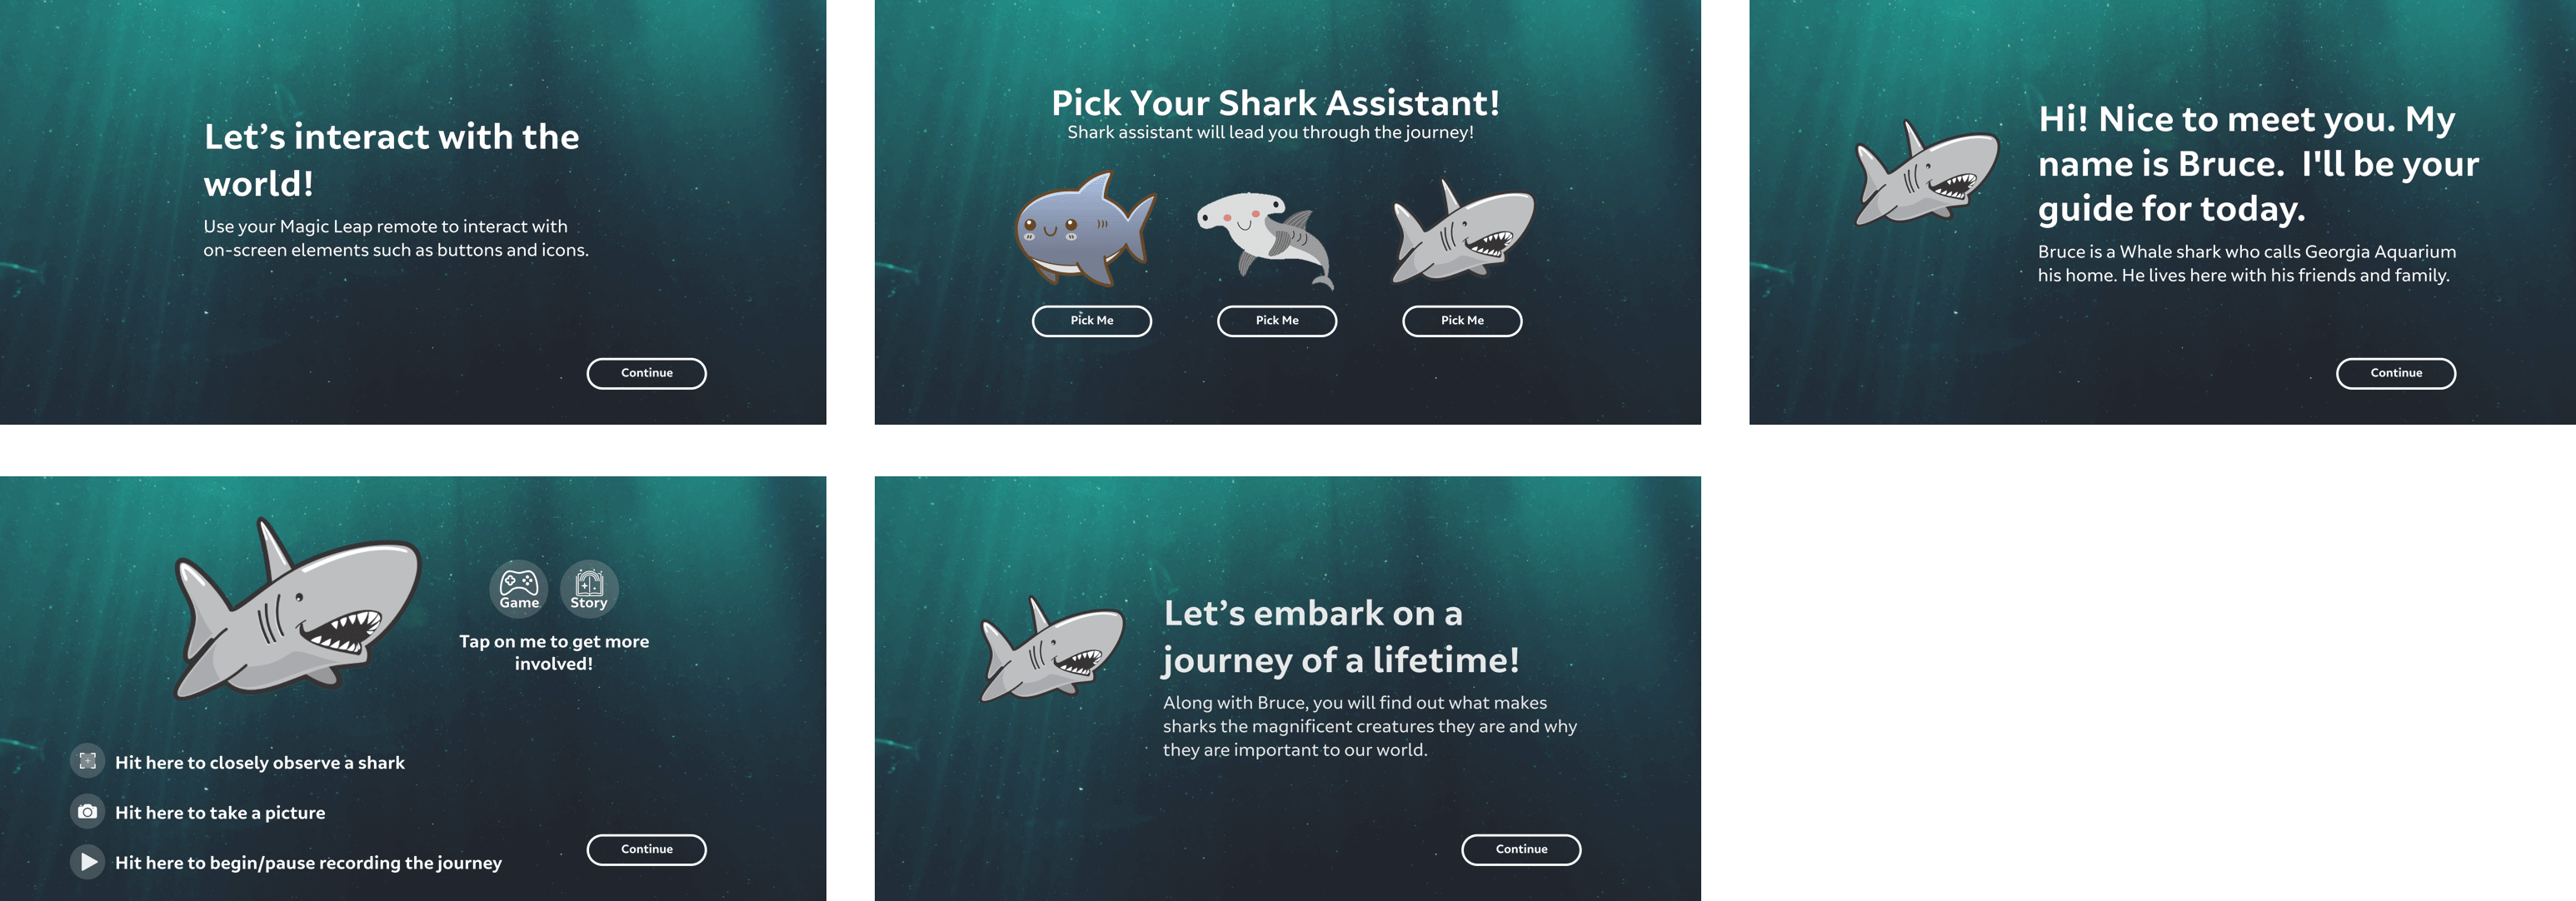 Let’s interact with the
world!
Use your Magic Leap remote to interact with
on-screen elements such as buttons and icons.
Continue
Pick Your Shark Assistant!
Shark assistant will lead you through the journey!
Pick Me
Pick Me
Pick Me
Hi! Nice to meet you. My
name is Bruce.  I'll be your
guide for today.
Bruce is a Whale shark who calls Georgia Aquarium
his home. He lives here with his friends and family.
Continue
Game
Story
Tap on me to get more
involved!
Hit here to closely observe a shark
Hit here to take a picture
Hit here to begin/pause recording the journey
Continue
Let’s embark on a
journey of a lifetime!
Along with Bruce, you will find out what makes
sharks the magnificent creatures they are and why
they are important to our world.
Continue